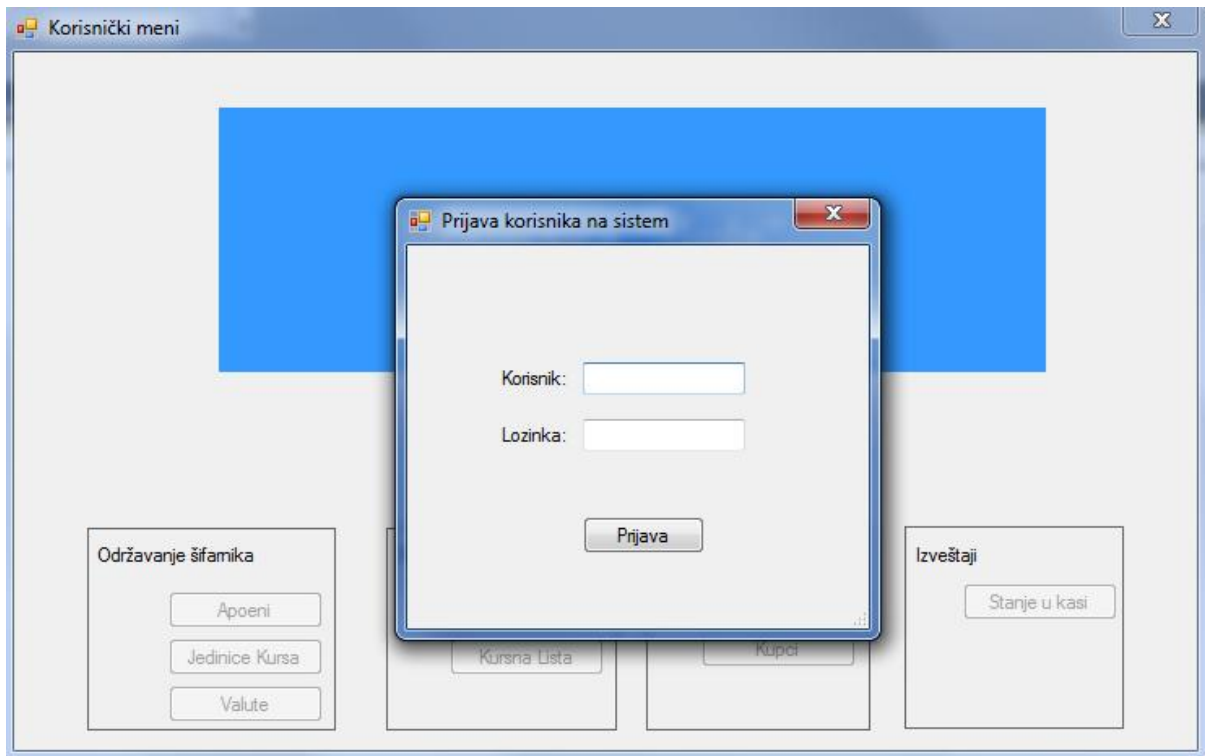 Korisnički meni
Prijava korisnika na sistem
Korisnik:
Lozinka:
Prijava
Održavanje šifarnika
Apoeni
Jedinice Kursa
Valute
Kursna Lista
Kupci
Izveštaji
Stanje u kasi